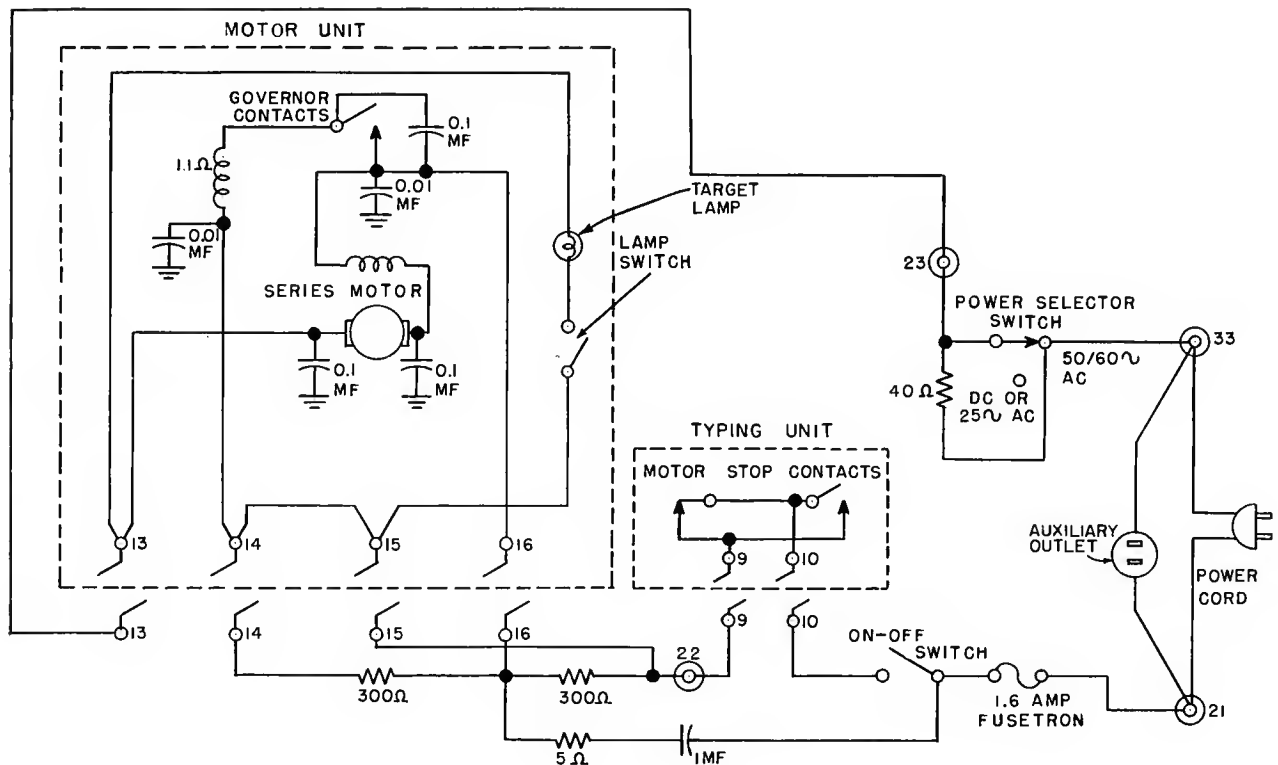 MOTOR UNIT
GOVERNOR
CONTACTS
0.1
MF
1.1Ω
0.01
MF
0.01
MF
TARGET
LAMP
LAMP
SWITCH
SERIES MOTOR
0.1
MF
0.1
MF
23
POWER SELECTOR
SWITCH
33
50/60~
AC
40Ω
DC OR
25~ AC
TYPING UNIT
MOTOR STOP CONTACTS
13
14
15
16
9
10
AUXILIARY
OUTLET
POWER
CORD
13
14
15
16
9
10
ON-OFF
SWITCH
22
300Ω
300Ω
1.6 AMP
FUSETRON
21
5Ω
1MF